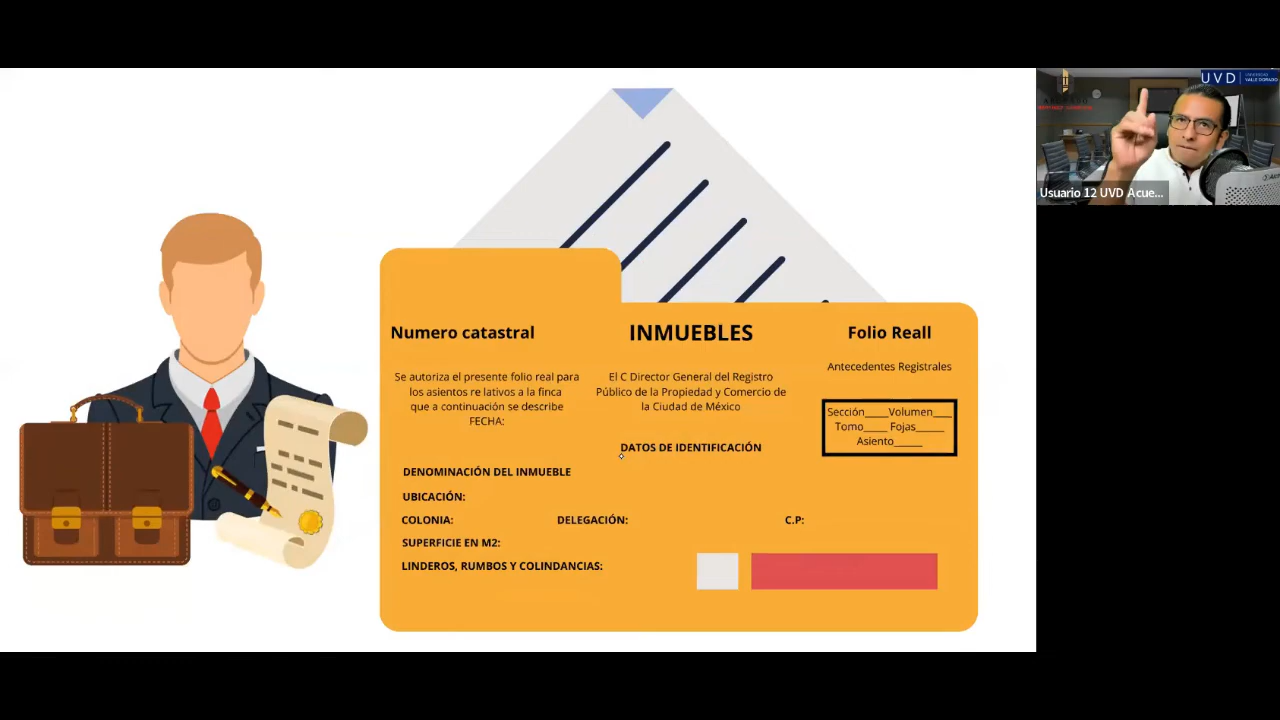 Numero catastral
INMUEBLES
Folio Reall
Se autoriza el presente folio real para
los asientos re lativos a la finca
que a continuación se describe
FECHA:
El C Director General del Registro
Público de la Propiedad y Comercio de
la Ciudad de México
Antecedentes Registrales
Sección____Volumen___
Tomo____ Fojas_____
Asiento_____
DATOS DE IDENTIFICACIÓN
DENOMINACIÓN DEL INMUEBLE
UBICACIÓN:
COLONIA:
DELEGACIÓN:
C.P:
SUPERFICIE EN M2:
LINDEROS, RUMBOS Y COLINDANCIAS:
UVD
Usuario 12 UVD Acue...